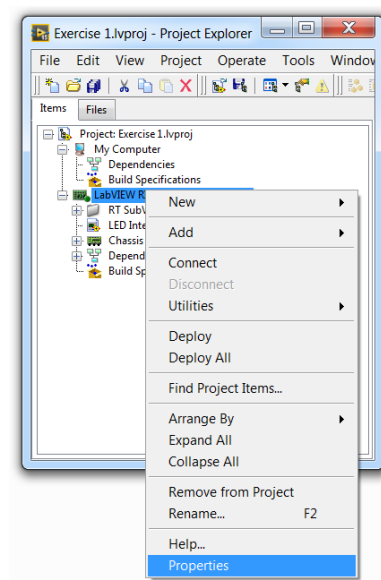 Exercise 1.lvproj - Project Explorer
File Edit View Project Operate Tools Window
Items Files
Project: Exercise 1.lvproj
My Computer
Dependencies
Build Specifications
LabVIEW R
RT SubV
LED Inte
Chassis
Depend
Build Sp
New
Add
Connect
Disconnect
Utilities
Deploy
Deploy All
Find Project Items...
Arrange By
Expand All
Collapse All
Remove from Project
Rename... F2
Help...
Properties